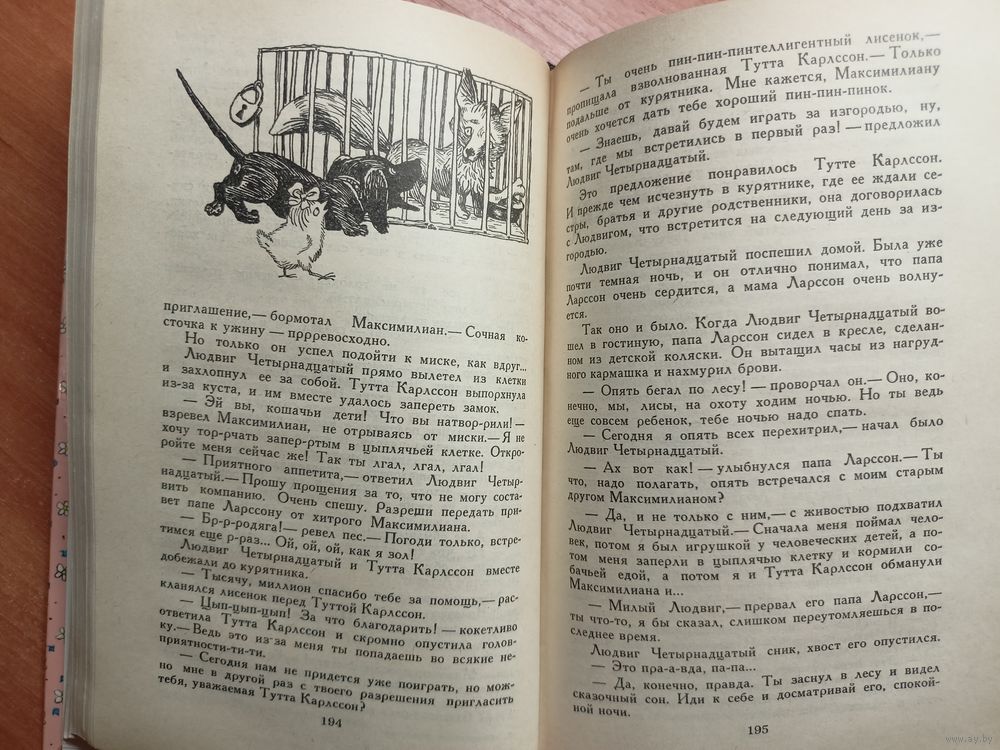 приглашение,— бормотал Максимилиан.— Сочная ко-
сточка к ужину — прррревосходно.
Но только он успел подойти к миске, как вдруг...
Людвиг Четырнадцатый прямо вылетел из клетки
и захлопнул ее за собой. Тутта Карлссон выпорхнула
из-за куста, и им вместе удалось запереть замок.
— Эй вы, кошачьи дети! Что вы натвор-рили! —
взревел Максимилиан, не отрываясь от миски.— Я не
хочу тор-рчать запер-ртым в цыплячьей клетке. Откро-
ройте меня сейчас же! Так ты лгал, лгал, лгал!
— Приятного аппетита,— ответил Людвиг Четыр-
надцатый.— Прошу прощения за то, что не могу соста-
вить компанию. Очень спешу. Разреши передать при-
вет папе Ларссону от хитрого Максимилиана.
— Бр-р-родяга! — ревел пес.— Погоди только, встре-
тимся еще р-раз... Ой, ой, ой, как я зол!
Людвиг Четырнадцатый и Тутта Карлссон вместе
добежали до курятника.
— Тысячу, миллион спасибо тебе за помощь,— рас-
кланялся лисенок перед Туттой Карлссон.
— Цып-цып-цып! За что благодарить! — кокетливо
ответила Тутта Карлссон и скромно опустила голов-
ку.— Ведь это из-за меня ты попадаешь во всякие не-
приятности-ти-ти.
— Сегодня нам не придется уже поиграть, но мож-
но мне в другой раз с твоего разрешения пригласить
тебя, уважаемая Тутта Карлссон?
194
— Ты очень пин-пин-пинтеллигентный лисенок,—
пропищала взволнованная Тутта Карлссон.— Только
подальше от курятника. Мне кажется, Максимилиану
очень хочется дать тебе хороший пин-пин-пинок.
— Знаешь, давай будем играть за изгородью, ну,
там, где мы встретились в первый раз! — предложил
Людвиг Четырнадцатый.
Это предложение понравилось Тутте Карлссон.
И прежде чем исчезнуть в курятнике, где ее ждали се-
стры, братья и другие родственники, она договорилась
с Людвигом, что встретится на следующий день за из-
городью.
Людвиг Четырнадцатый поспешил домой. Была уже
почти темная ночь, и он отлично понимал, что папа
Ларссон очень сердится, а мама Ларссон очень волну-
ется.
Так оно и было. Когда Людвиг Четырнадцатый во-
шел в гостиную, папа Ларссон сидел в кресле, сделан-
ном из детской коляски. Он вытащил часы из нагруд-
ного кармашка и нахмурил брови.
— Опять бегал по лесу! — проворчал он.— Оно, ко-
нечно, мы, лисы, на охоту ходим ночью. Но ты ведь
еще совсем ребенок, тебе ночью надо спать.
— Сегодня я опять всех перехитрил,— начал было
Людвиг Четырнадцатый.
— Ах вот как! — улыбнулся папа Ларссон.— Ты
что, надо полагать, опять встречался с моим старым
другом Максимилианом?
— Да, и не только с ним,— с живостью подхватил
Людвиг Четырнадцатый.— Сначала меня поймал чело-
век, потом я был игрушкой у человеческих детей, а по-
том меня заперли в цыплячью клетку и кормили со-
бачьей едой, а потом я и Тутта Карлссон обманули
Максимилиана и...
— Милый Людвиг,— прервал его папа Ларссон,—
ты что-то, я бы сказал, слишком переутомляешься в по-
следнее время.
Людвиг Четырнадцатый сник, хвост его опустился.
— Это пра-а-авда, па-па...
— Да, конечно, правда. Ты заснул в лесу и видел
сказочный сон. Иди к себе и досматривай его, спокой-
ной ночи.
195
www.ay.by